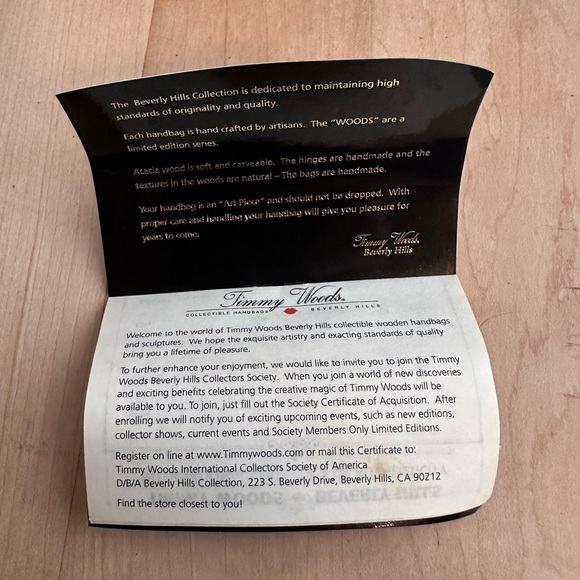 The Beverly Hills Collection is dedicated to maintaining high
standards of originality and quality.
Each handbag is hand crafted by artisans. The "WOODS" are a
limited edition series.
Acacia wood is soft and carveable. The hinges are handmade and the
textures in the woods are natural – The bags are handmade.
Your handbag is an "Art Piece" and should not be dropped. With
proper care and handling your handbag will give you pleasure for
years to come.
Timmy Woods
Beverly Hills
Timmy Woods
COLLECTIBLE HANDBAGS BEVERLY HILLS
Welcome to the world of Timmy Woods Beverly Hills collectible wooden handbags
and sculptures. We hope the exquisite artistry and exacting standards of quality
bring you a lifetime of pleasure.
To further enhance your enjoyment, we would like to invite you to join the Timmy
Woods Beverly Hills Collectors Society. When you join a world of new discoveries
and exciting benefits celebrating the creative magic of Timmy Woods will be
available to you. To join, just fill out the Society Certificate of Acquisition. After
enrolling we will notify you of exciting upcoming events, such as new editions,
collector shows, current events and Society Members Only Limited Editions.
Register on line at www.Timmywoods.com or mail this Certificate to:
Timmy Woods International Collectors Society of America
D/B/A Beverly Hills Collection, 223 S. Beverly Drive, Beverly Hills, CA 90212
Find the store closest to you!
TIMMY WOODS BEVERLY HILLS